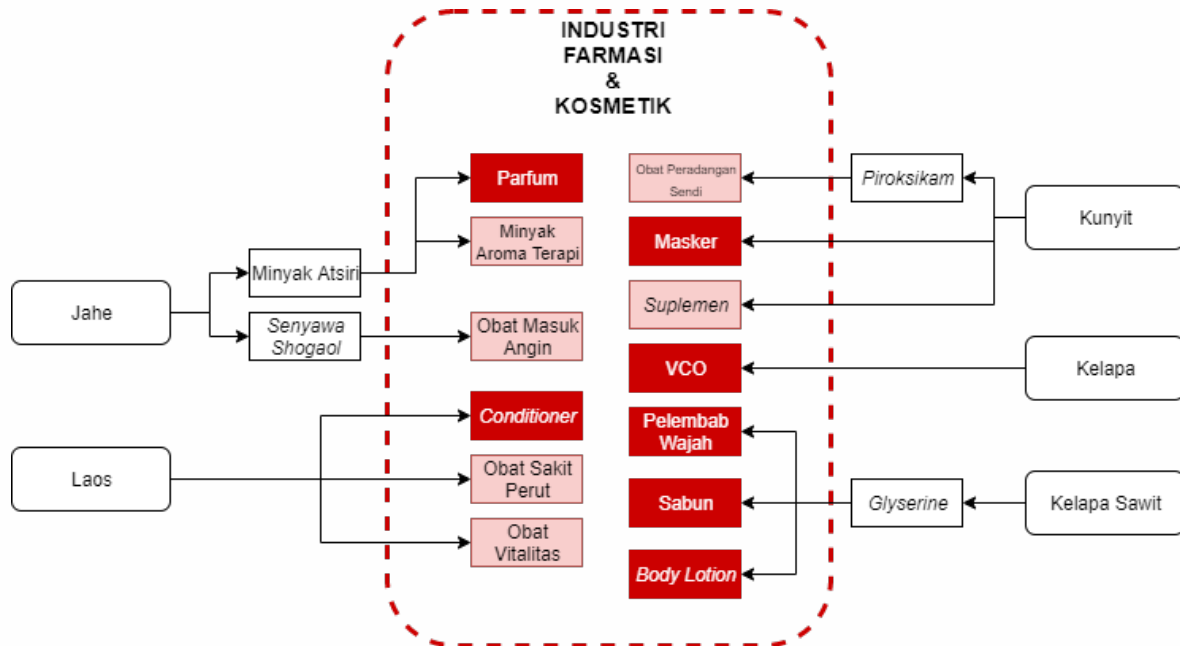 INDUSTRI
FARMASI
&
KOSMETIK
Parfum
Minyak
Aroma Terapi
Minyak Atsiri
Jahe
Senyawa
Shogaol
Obat Masuk
Angin
Conditioner
Laos
Obat Sakit
Perut
Obat
Vitalitas
Obat Peradangan
Sendi
Piroksikam
Kunyit
Masker
Suplemen
VCO
Kelapa
Pelembab
Wajah
Sabun
Glyserine
Kelapa Sawit
Body Lotion